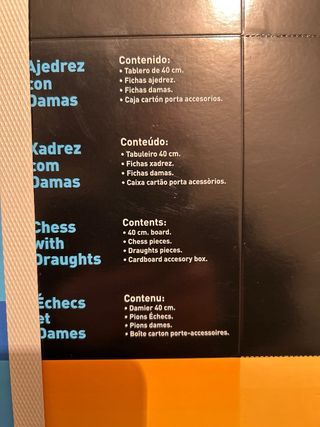 Ajedrez
con
Damas
Contenido:
• Tablero de 40 cm.
• Fichas ajedrez.
• Fichas damas.
• Caja cartón porta accesorios.
Xadrez
com
Damas
Conteúdo:
• Tabuleiro 40 cm.
• Fichas xadrez.
• Fichas damas.
• Caixa cartão porta acessòrios.
Chess
with
Draughts
Contents:
• 40 cm. board.
• Chess pieces.
• Draughts pieces.
• Cardboard accesory box.
Échecs
et
Dames
Contenu:
• Damier 40 cm.
• Pions Échecs.
• Pions dames.
• Boîte carton porte-accessoires.